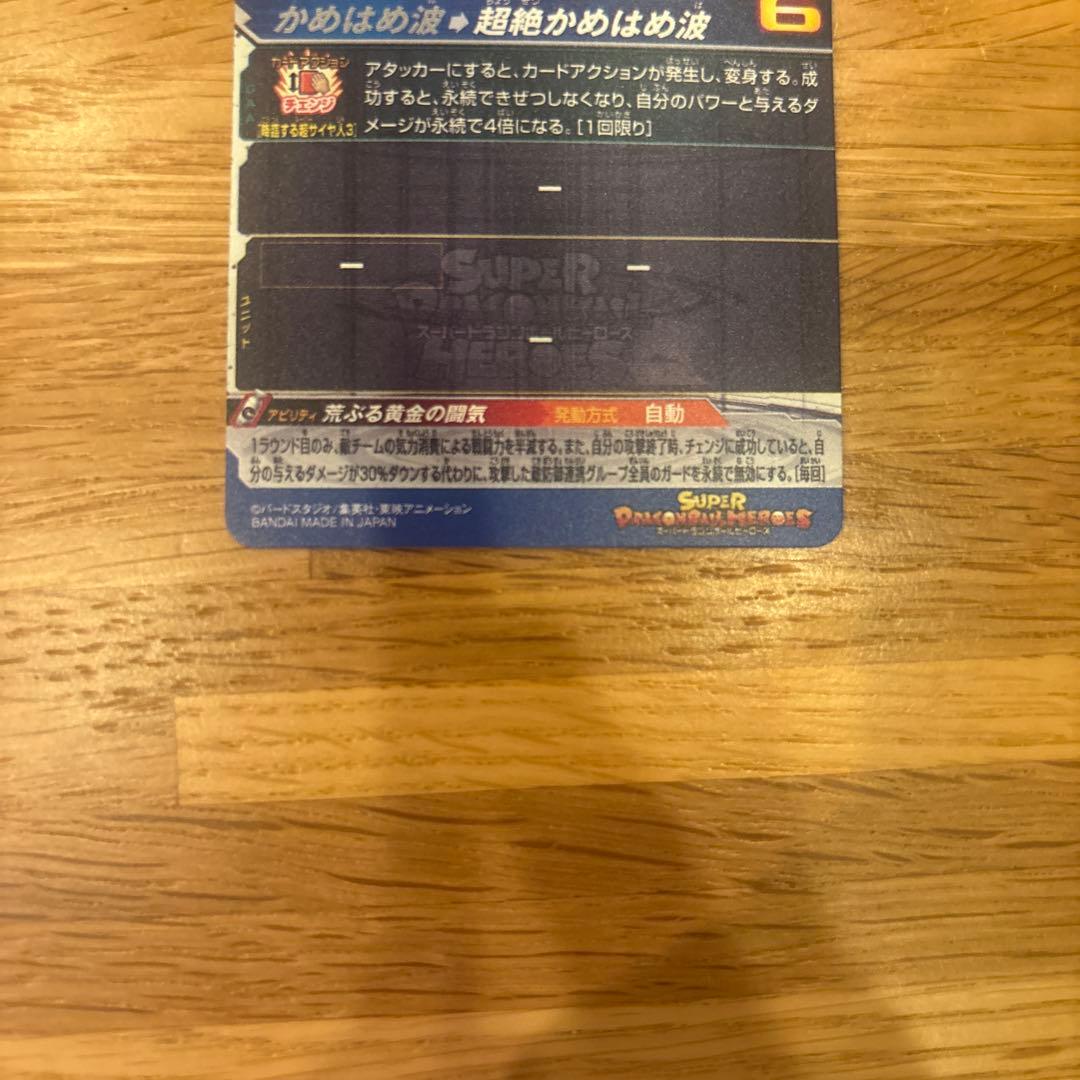 かめはめ波➡超絶かめはめ波
6
カードアクション
チェンジ
アタッカーにすると、カードアクションが発生し、変身する。成
功すると、永続できぜつしなくなり、自分のパワーと与えるダ
メージが永続で4倍になる。[1回限り]
CAA
ー
ー
ー
ユニット
SUPER
DRAGONBALL
スーパードラゴンボールヒーローズ
HEROES
ー
アビリティ 荒ぶる黄金の闘気 発動方式 自動
1ラウンド目のみ、敵チームの気力消費による戦闘力を半減する。また、自分の攻撃終了時、チェンジに成功していると、自
分の与えるダメージが30%ダウンする代わりに、攻撃した敵防御連携グループ全員のガードを永続で無効にする。[毎回]
©バードスタジオ/集英社・東映アニメーション
BANDAI MADE IN JAPAN
SUPER
DRAGONBALL HEROES
スーパードラゴンボールヒーローズ